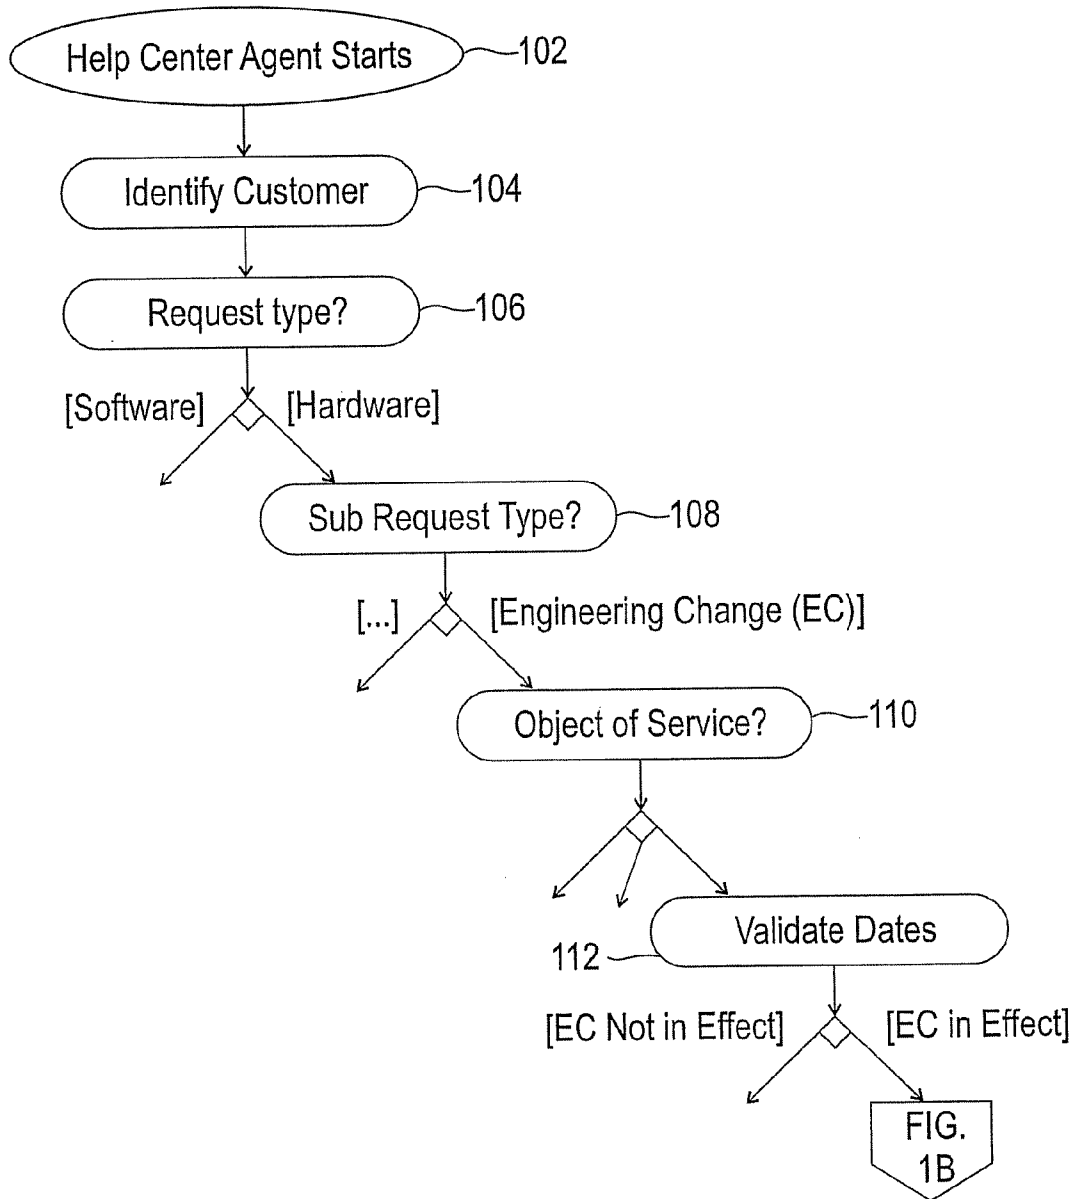 Help Center Agent Starts
102
Identify Customer
104
Request type?
106
[Software]
[Hardware]
Sub Request Type?
108
[...]
[Engineering Change (EC)]
Object of Service?
110
Validate Dates
112
[EC Not in Effect]
[EC in Effect]
FIG.
1B